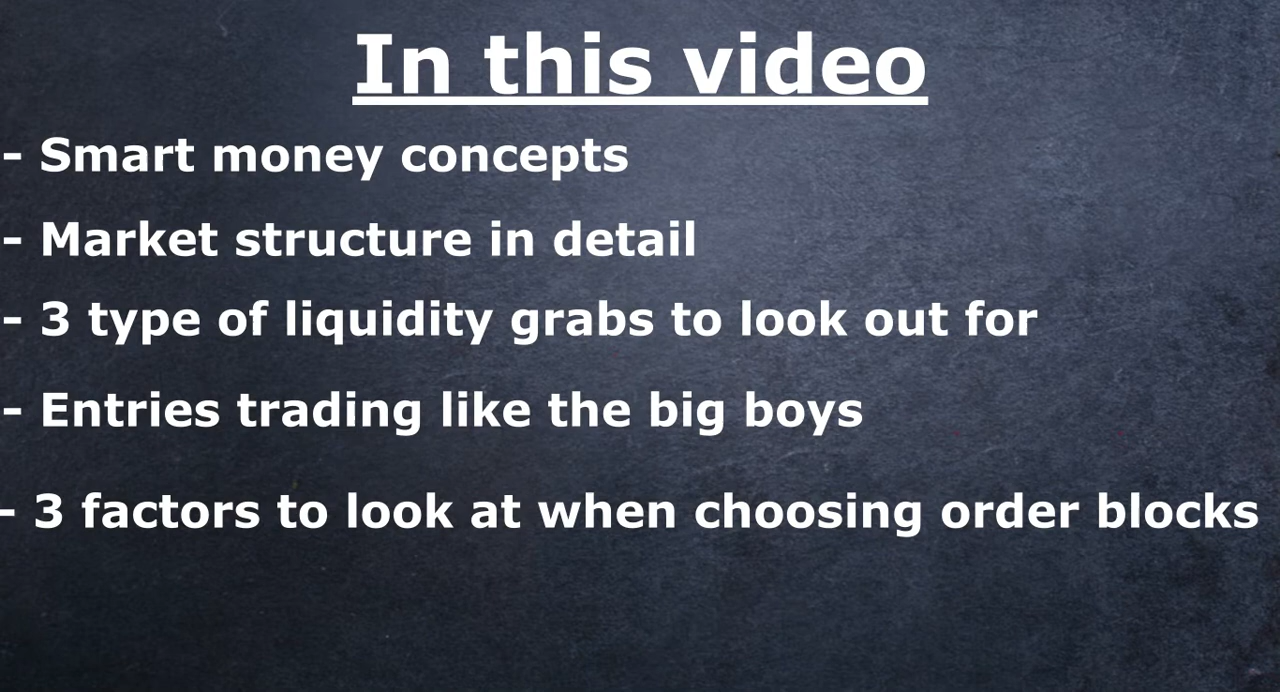 In this video
- Smart money concepts
- Market structure in detail
- 3 type of liquidity grabs to look out for
- Entries trading like the big boys
- 3 factors to look at when choosing order blocks